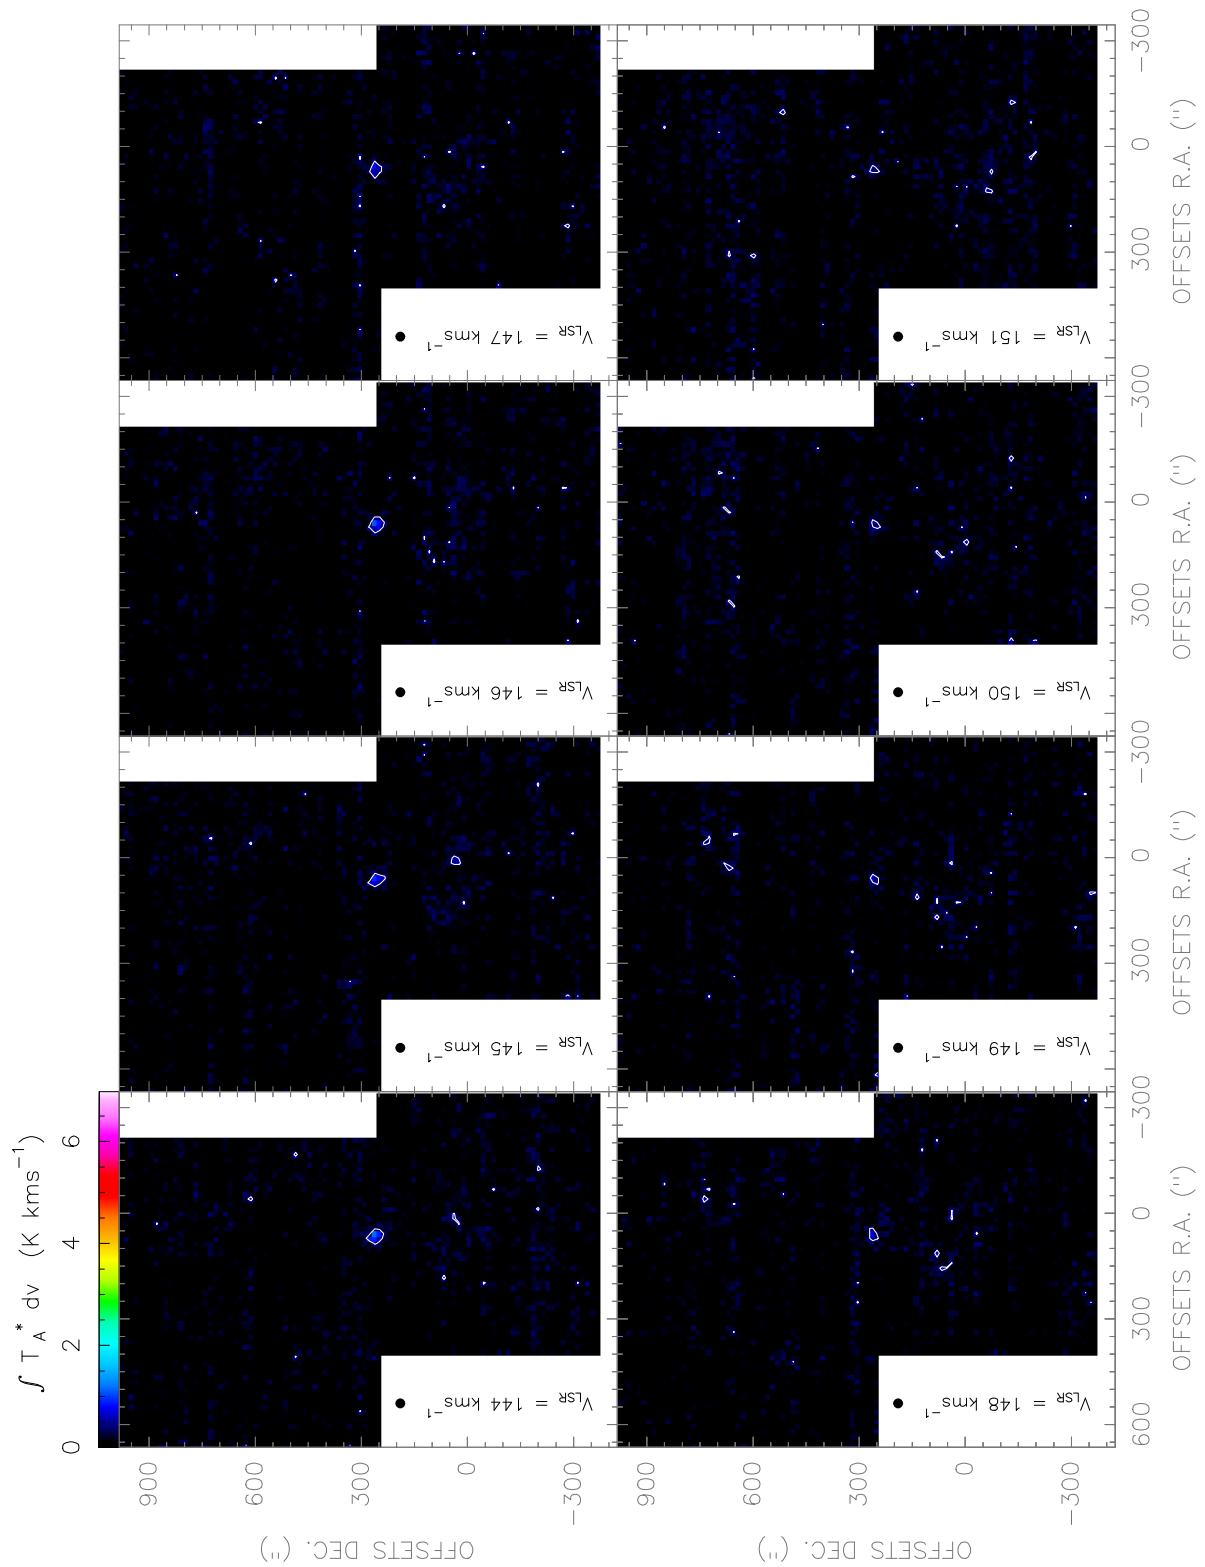 ∫ T_A* dv (K kms⁻¹)
0 2 4 6
V_LSR = 144 kms⁻¹
V_LSR = 145 kms⁻¹
V_LSR = 146 kms⁻¹
V_LSR = 147 kms⁻¹
V_LSR = 148 kms⁻¹
V_LSR = 149 kms⁻¹
V_LSR = 150 kms⁻¹
V_LSR = 151 kms⁻¹
900 600 300 0 −300
OFFSETS DEC. ('')
900 600 300 0 −300
OFFSETS DEC. ('')
600 300 0 −300
OFFSETS R.A. ('')
300 0 −300
OFFSETS R.A. ('')
300 0 −300
OFFSETS R.A. ('')
300 0 −300
OFFSETS R.A. ('')